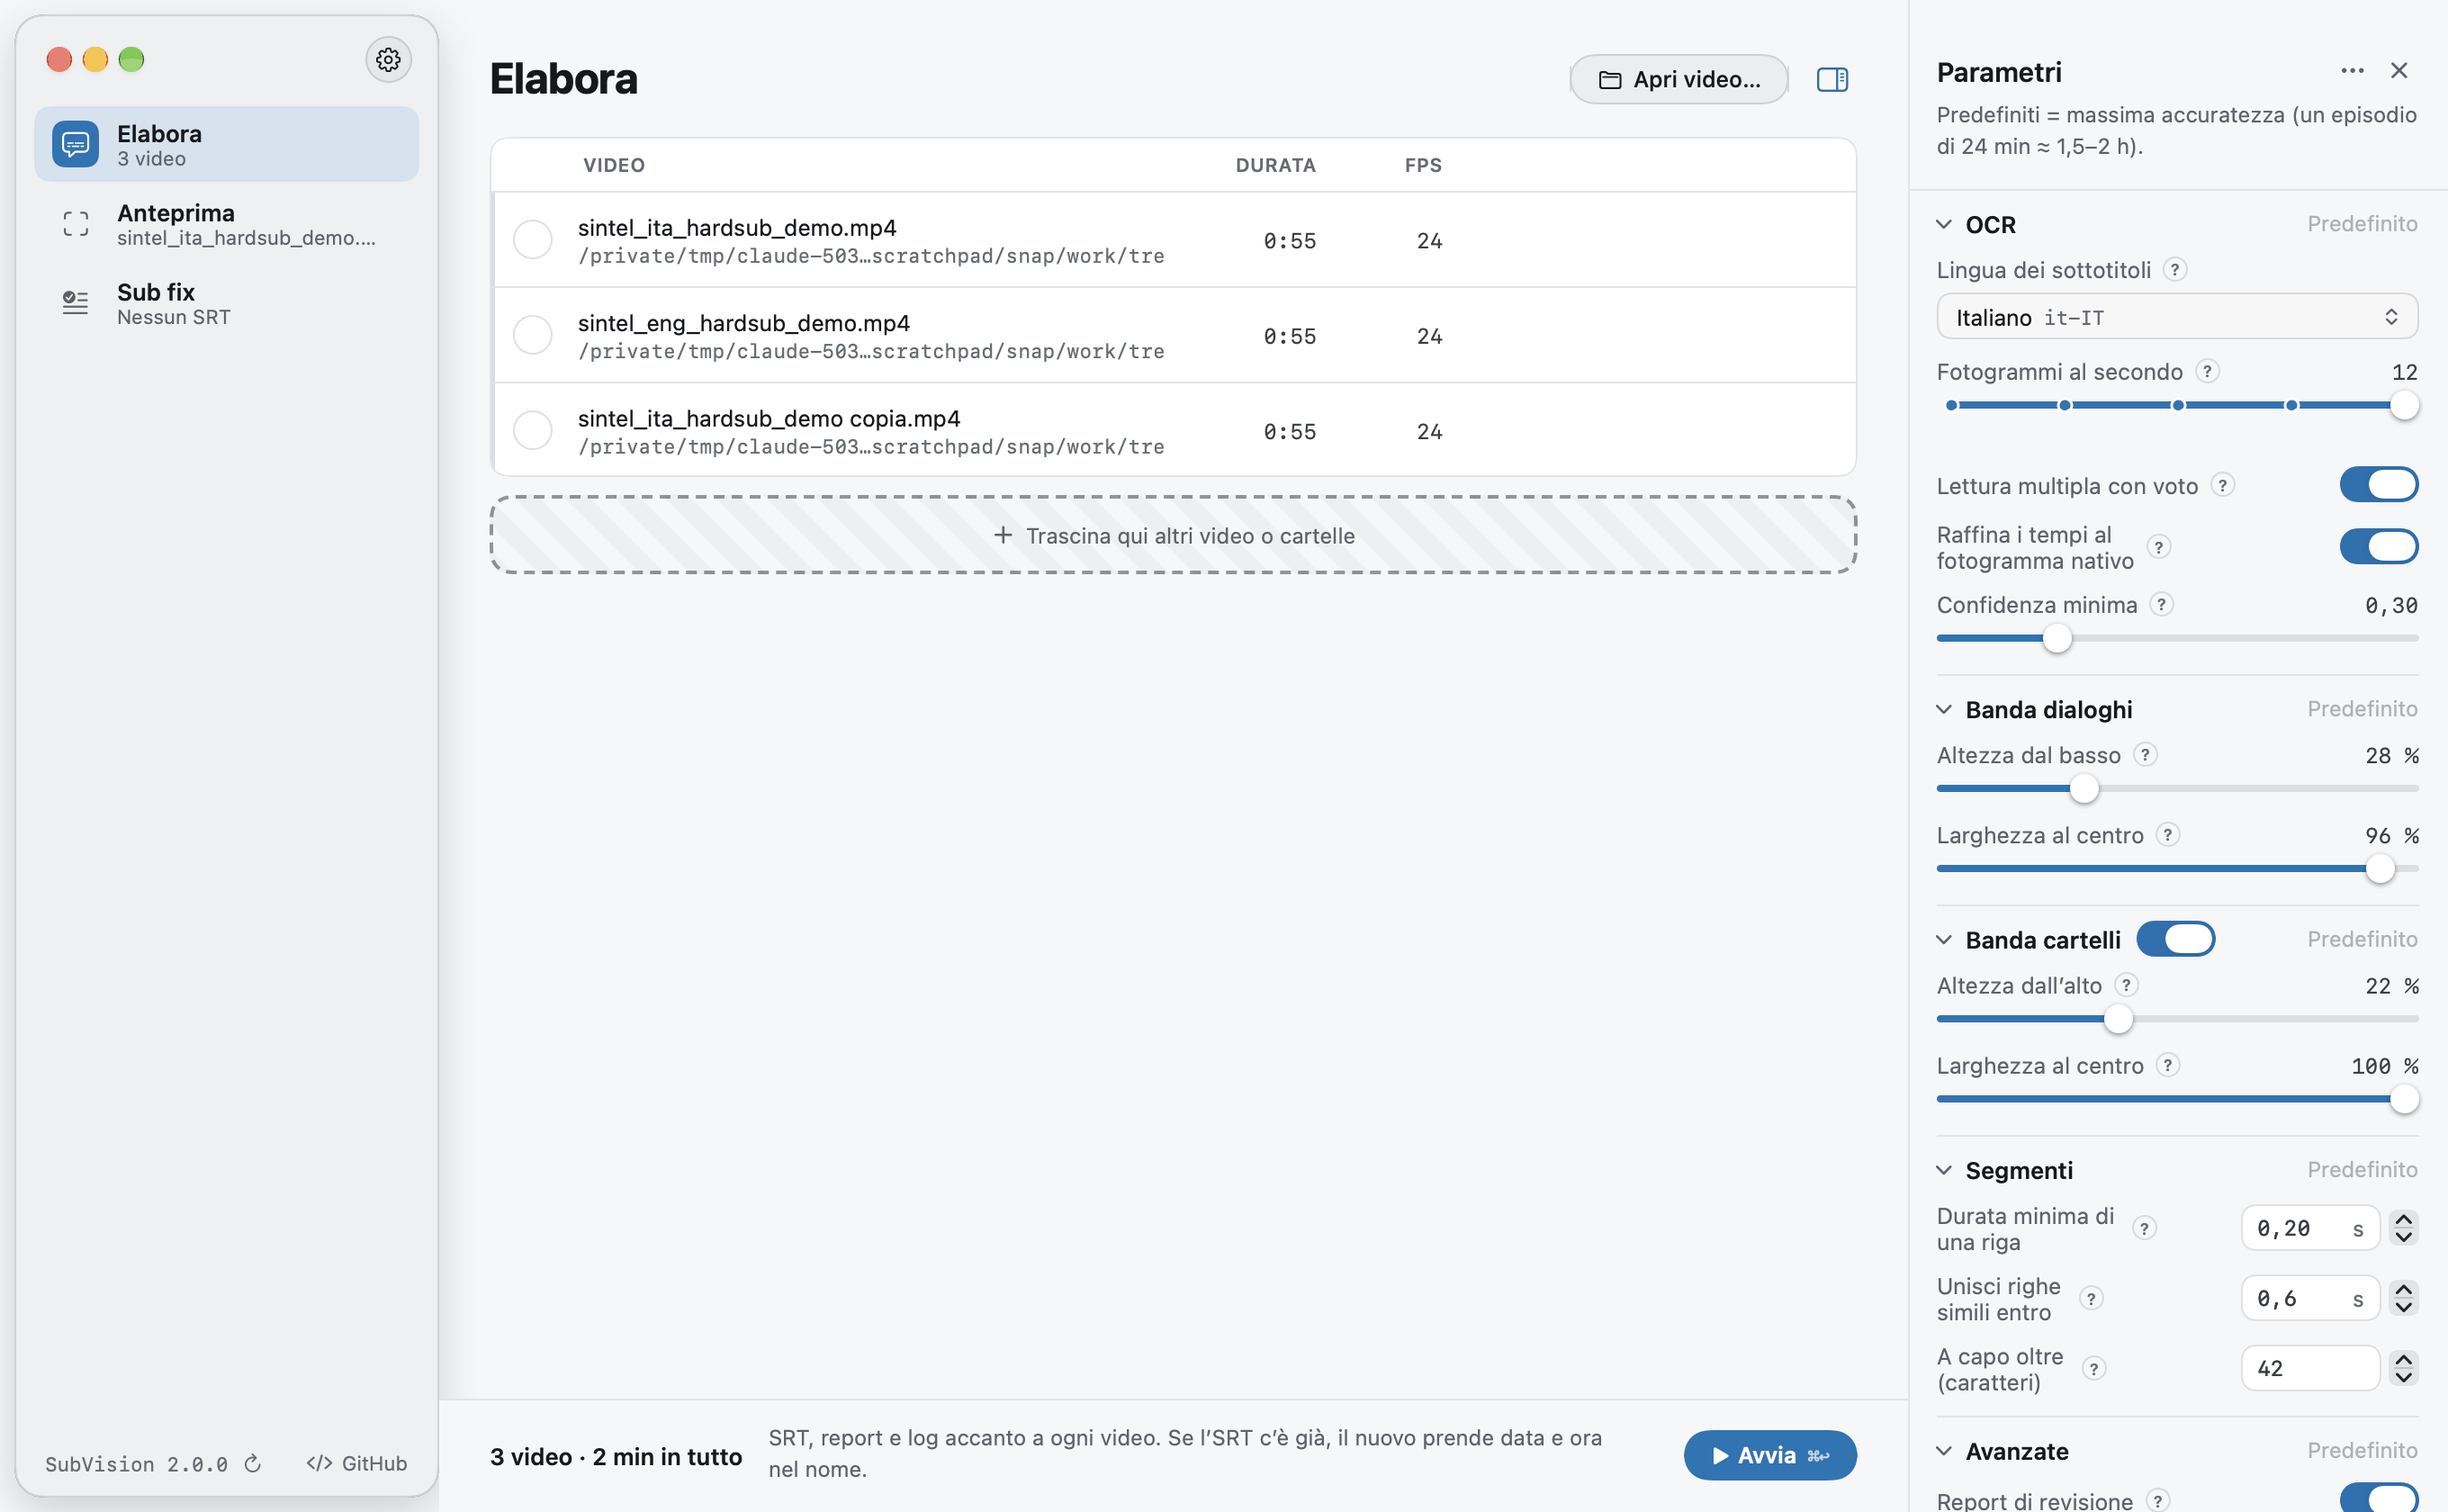 Elabora
3 video
Anteprima
sintel_ita_hardsub_demo....
Sub fix
Nessun SRT
SubVision 2.0.0
</> GitHub
Elabora
Apri video...
VIDEO DURATA FPS
sintel_ita_hardsub_demo.mp4
/private/tmp/claude-503…scratchpad/snap/work/tre
0:55 24
sintel_eng_hardsub_demo.mp4
/private/tmp/claude-503…scratchpad/snap/work/tre
0:55 24
sintel_ita_hardsub_demo copia.mp4
/private/tmp/claude-503…scratchpad/snap/work/tre
0:55 24
+ Trascina qui altri video o cartelle
3 video · 2 min in tutto
SRT, report e log accanto a ogni video. Se l’SRT c’è già, il nuovo prende data e ora
nel nome.
Avvia ⌘↩
Parametri
Predefiniti = massima accuratezza (un episodio
di 24 min ≈ 1,5–2 h).
OCR Predefinito
Lingua dei sottotitoli ?
Italiano it-IT
Fotogrammi al secondo ? 12
Lettura multipla con voto ?
Raffina i tempi al
fotogramma nativo ?
Confidenza minima ? 0,30
Banda dialoghi Predefinito
Altezza dal basso ? 28 %
Larghezza al centro ? 96 %
Banda cartelli Predefinito
Altezza dall’alto ? 22 %
Larghezza al centro ? 100 %
Segmenti Predefinito
Durata minima di
una riga ? 0,20 s
Unisci righe
simili entro ? 0,6 s
A capo oltre
(caratteri) ? 42
Avanzate Predefinito
Report di revisione ?